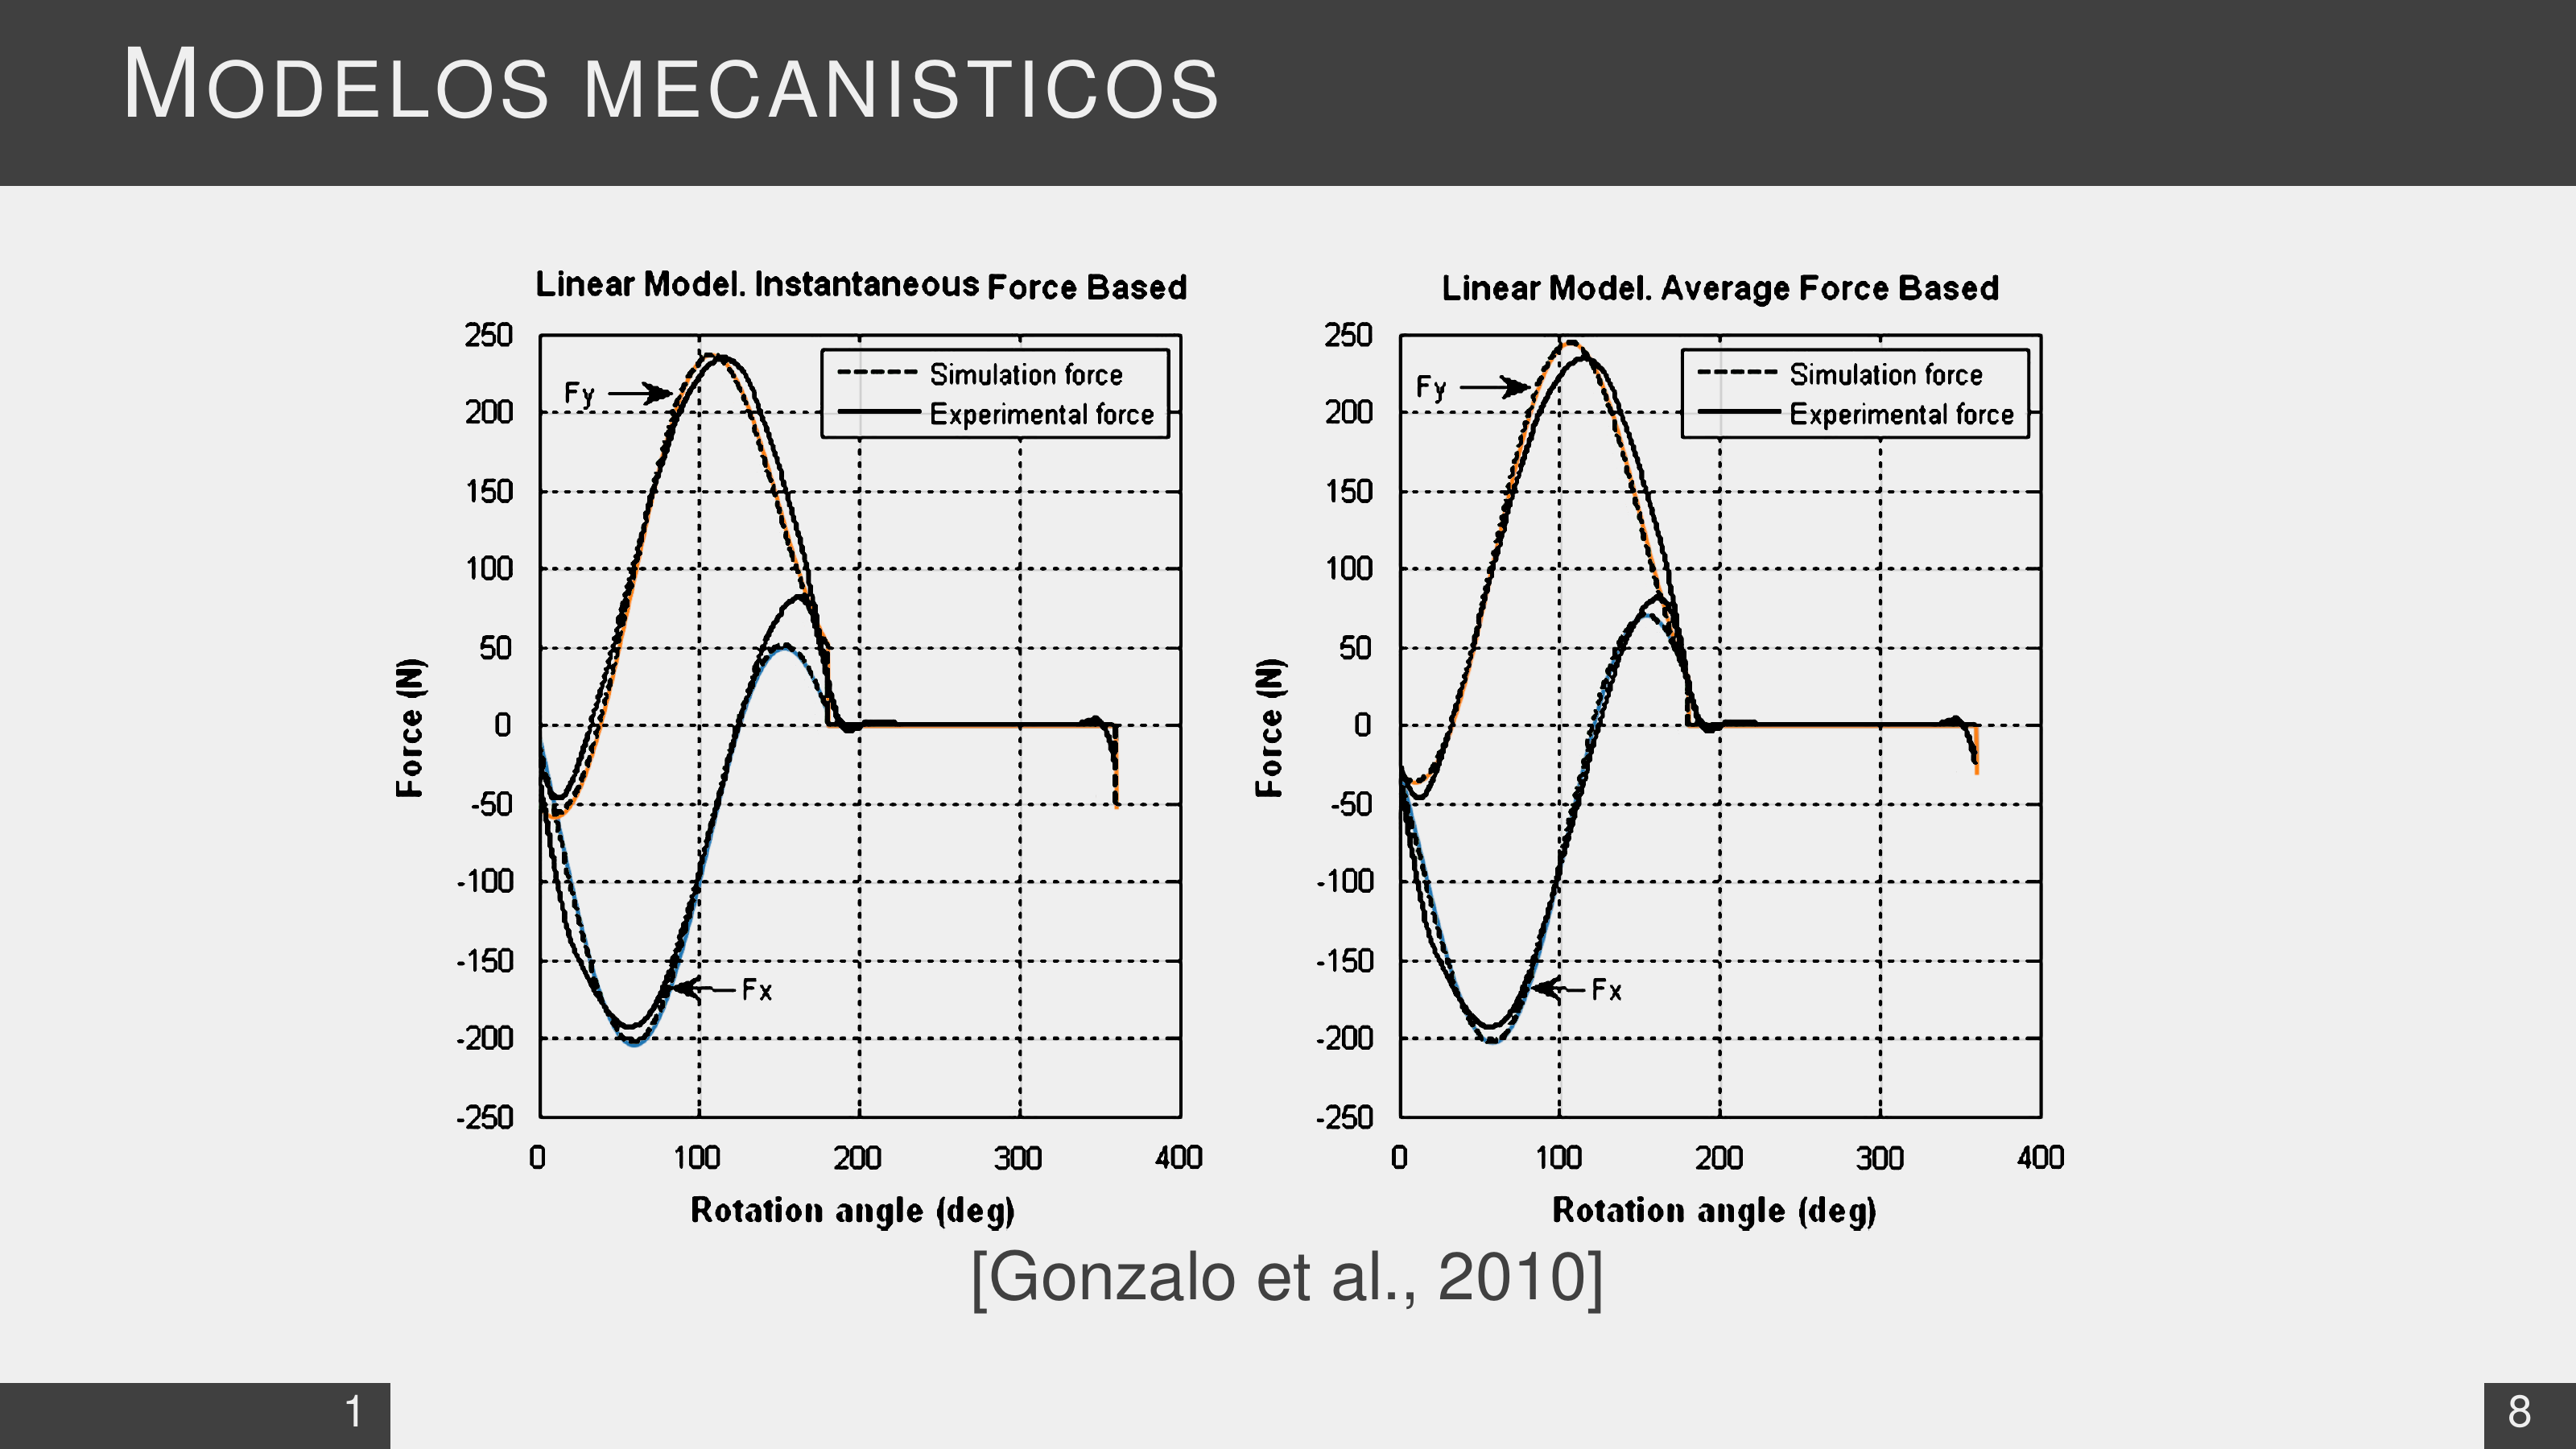 MODELOS MECANISTICOS
Linear Model. Instantaneous Force Based
250
200
150
100
50
0
-50
-100
-150
-200
-250
0 100 200 300 400
Force (N)
Rotation angle (deg)
Fy
Fx
Simulation force
Experimental force
Linear Model. Average Force Based
250
200
150
100
50
0
-50
-100
-150
-200
-250
0 100 200 300 400
Force (N)
Rotation angle (deg)
Fy
Fx
Simulation force
Experimental force
[Gonzalo et al., 2010]
1
8